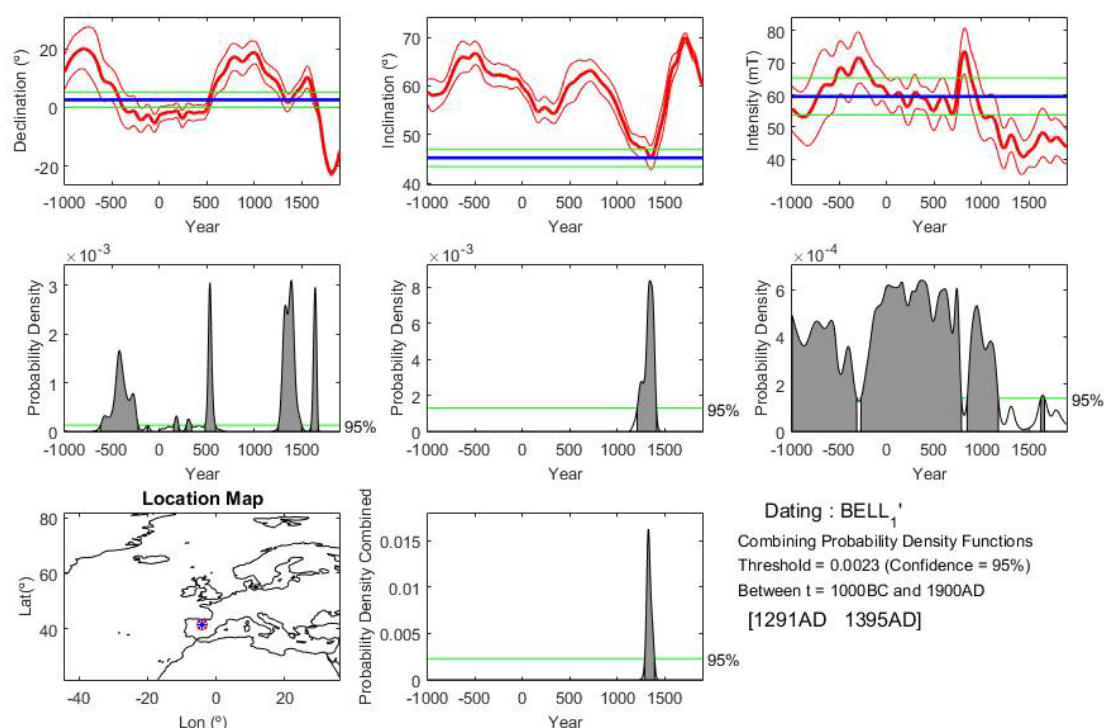 Declination (º)
20
0
-20
-1000 -500 0 500 1000 1500
Year
Inclination (º)
70
60
50
40
-1000 -500 0 500 1000 1500
Year
Intensity (mT)
80
70
60
50
40
-1000 -500 0 500 1000 1500
Year
×10-3
Probability Density
3
2
1
0
95%
-1000 -500 0 500 1000 1500
Year
×10-3
Probability Density
8
6
4
2
0
95%
-1000 -500 0 500 1000 1500
Year
×10-4
Probability Density
6
4
2
0
95%
-1000 -500 0 500 1000 1500
Year
Location Map
Lat(º)
80
60
40
-40 -20 0 20
Lon (º)
Probability Density Combined
0.015
0.01
0.005
0
95%
-1000 -500 0 500 1000 1500
Year
Dating : BELL1'
Combining Probability Density Functions
Threshold = 0.0023 (Confidence = 95%)
Between t = 1000BC and 1900AD
[1291AD 1395AD]